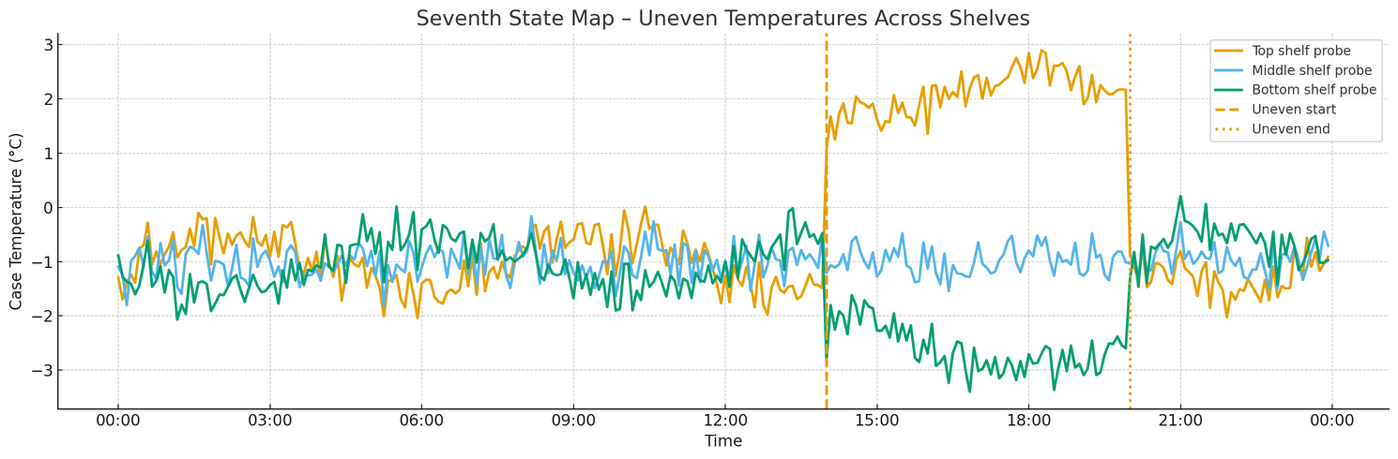 Seventh State Map – Uneven Temperatures Across Shelves
Case Temperature (°C)
3
2
1
0
−1
−2
−3
Top shelf probe
Middle shelf probe
Bottom shelf probe
Uneven start
Uneven end
00:00 03:00 06:00 09:00 12:00 15:00 18:00 21:00 00:00
Time